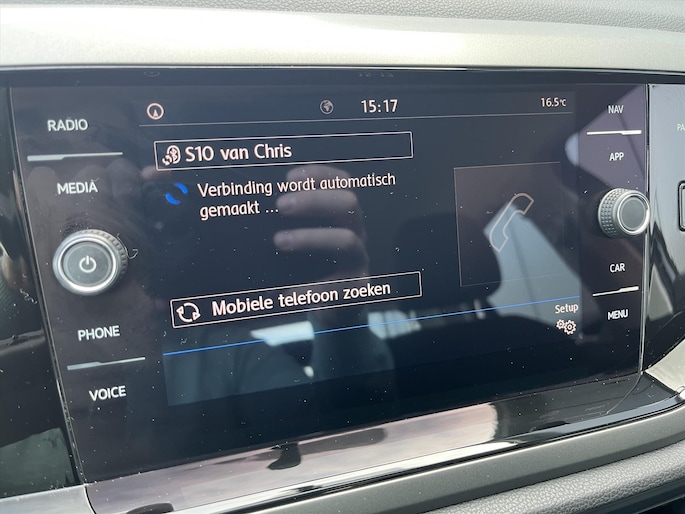 RADIO
MEDIA
PHONE
VOICE
15:17
16.5°C
S10 van Chris
Verbinding wordt automatisch
gemaakt ...
Mobiele telefoon zoeken
Setup
NAV
APP
CAR
MENU